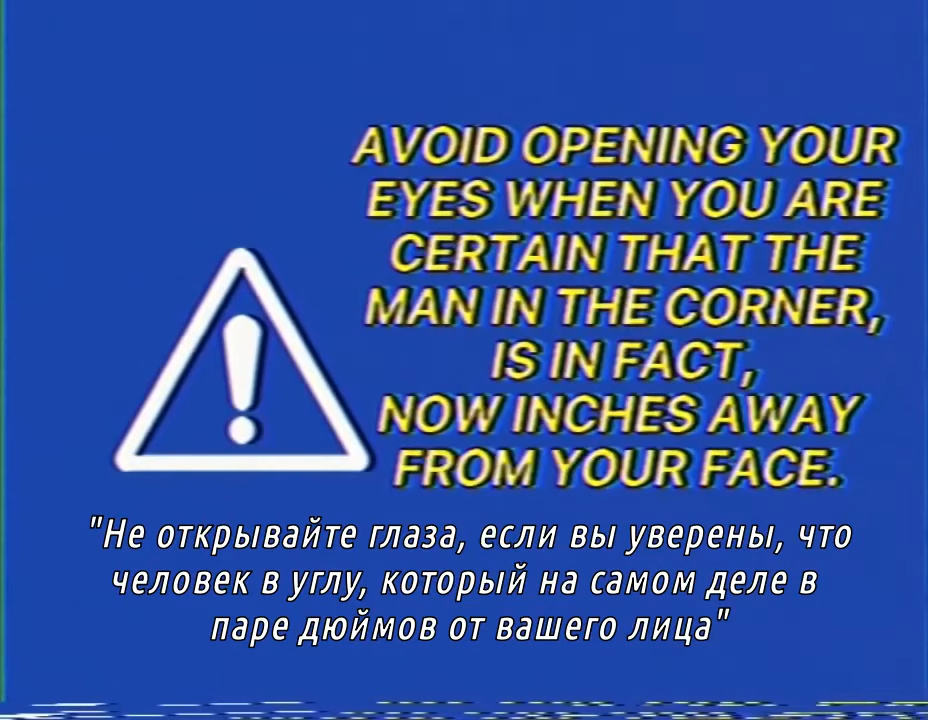 AVOID OPENING YOUR
EYES WHEN YOU ARE
CERTAIN THAT THE
MAN IN THE CORNER,
IS IN FACT,
NOW INCHES AWAY
FROM YOUR FACE.
"Не открывайте глаза, если вы уверены, что
человек в углу, который на самом деле в
паре дюймов от вашего лица"